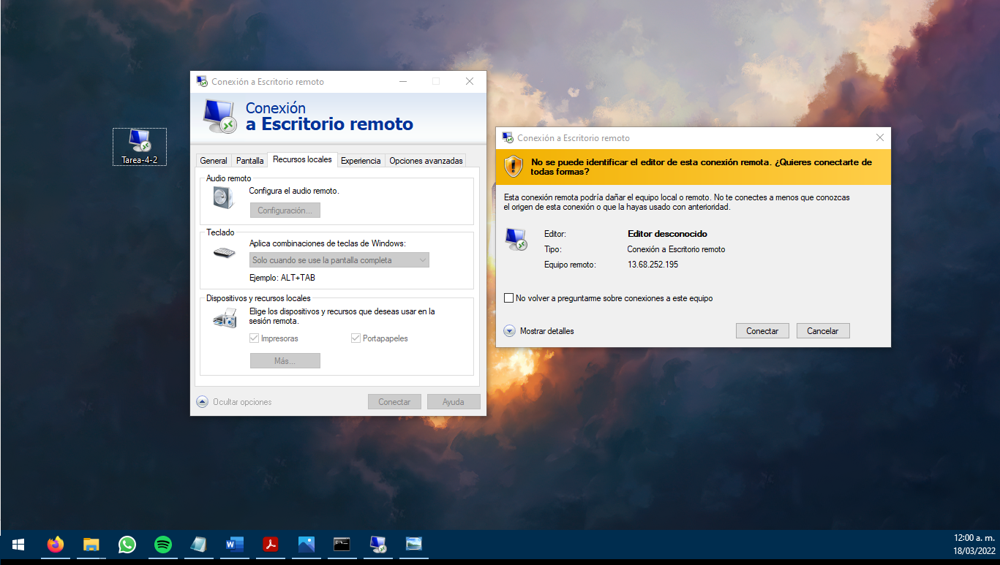 Tarea-4-2
Conexión a Escritorio remoto
Conexión
a Escritorio remoto
General Pantalla Recursos locales Experiencia Opciones avanzadas
Audio remoto
Configura el audio remoto.
Configuración...
Teclado
Aplica combinaciones de teclas de Windows:
Solo cuando se use la pantalla completa
Ejemplo: ALT+TAB
Dispositivos y recursos locales
Elige los dispositivos y recursos que deseas usar en la
sesión remota.
Impresoras Portapapeles
Más...
Ocultar opciones Conectar Ayuda
Conexión a Escritorio remoto
No se puede identificar el editor de esta conexión remota. ¿Quieres conectarte de
todas formas?
Esta conexión remota podría dañar el equipo local o remoto. No te conectes a menos que conozcas
el origen de esta conexión o que la hayas usado con anterioridad.
Editor: Editor desconocido
Tipo: Conexión a Escritorio remoto
Equipo remoto: 13.68.252.195
No volver a preguntarme sobre conexiones a este equipo
Mostrar detalles Conectar Cancelar
12:00 a. m.
18/03/2022